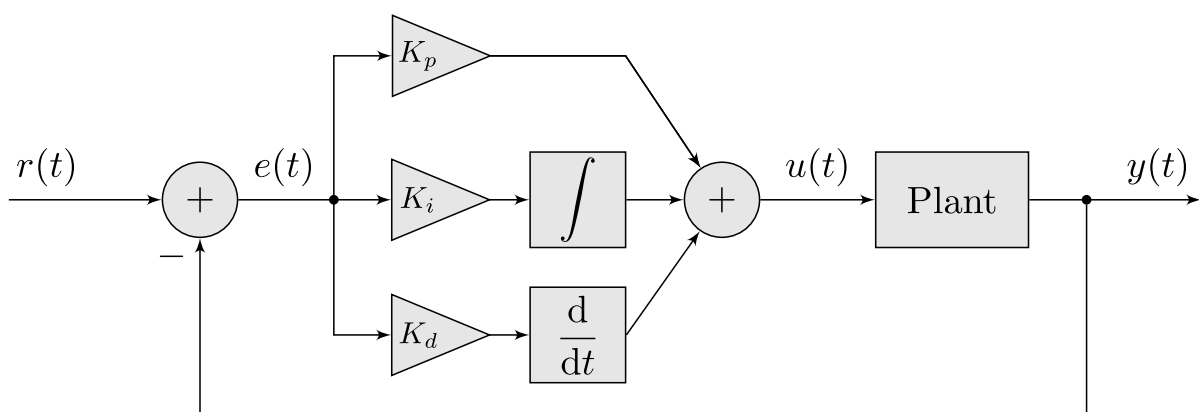 K_p
r(t)
+
e(t)
K_i
∫
+
u(t)
Plant
y(t)
−
K_d
d
dt